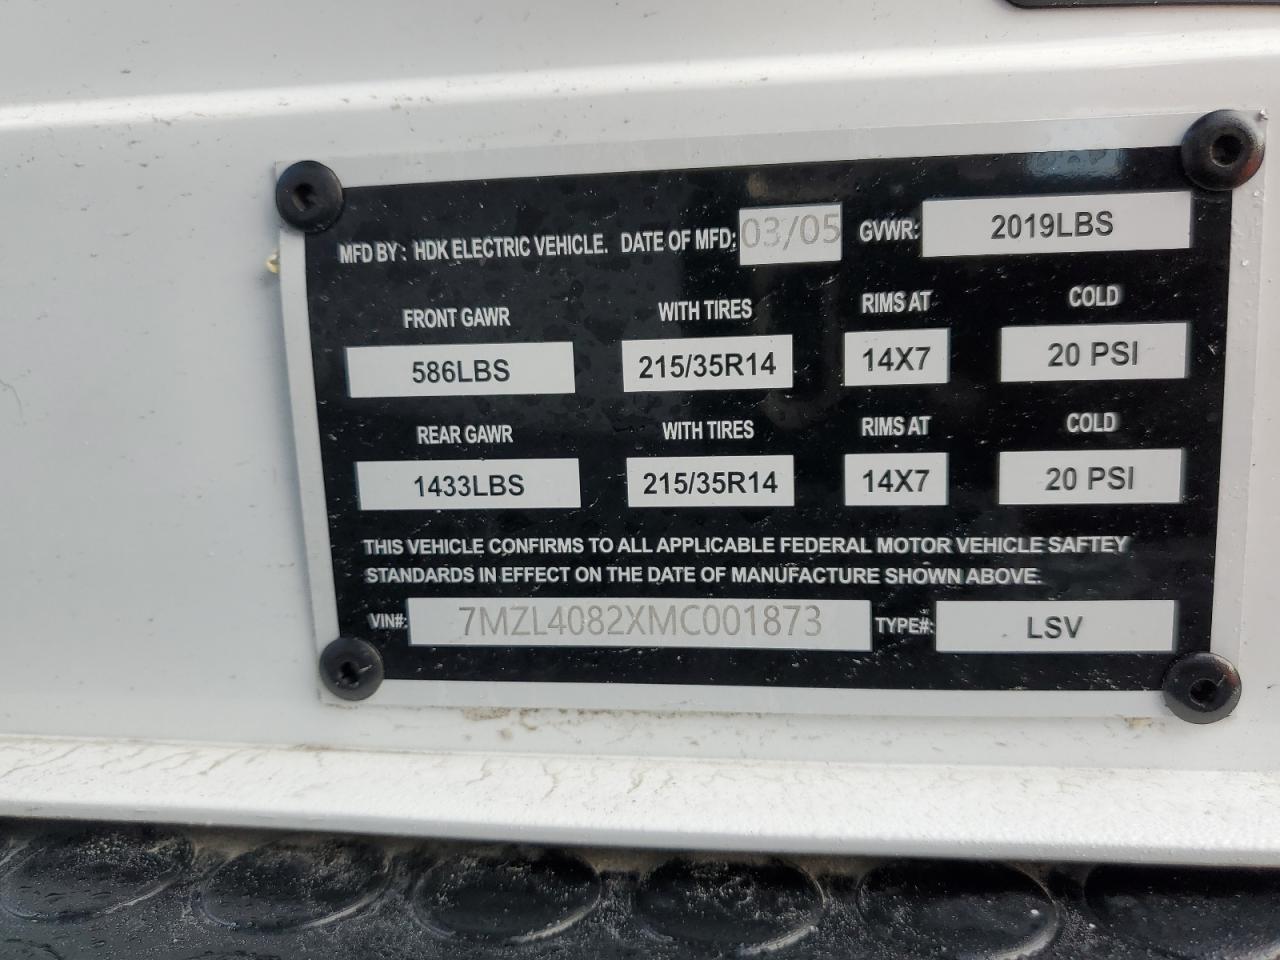 MFD BY: HDK ELECTRIC VEHICLE. DATE OF MFD: 03/05 GVWR: 2019LBS
FRONT GAWR WITH TIRES RIMS AT COLD
586LBS 215/35R14 14X7 20 PSI
REAR GAWR WITH TIRES RIMS AT COLD
1433LBS 215/35R14 14X7 20 PSI
THIS VEHICLE CONFIRMS TO ALL APPLICABLE FEDERAL MOTOR VEHICLE SAFTEY
STANDARDS IN EFFECT ON THE DATE OF MANUFACTURE SHOWN ABOVE.
VIN#: 7MZL4082XMC001873 TYPE#: LSV